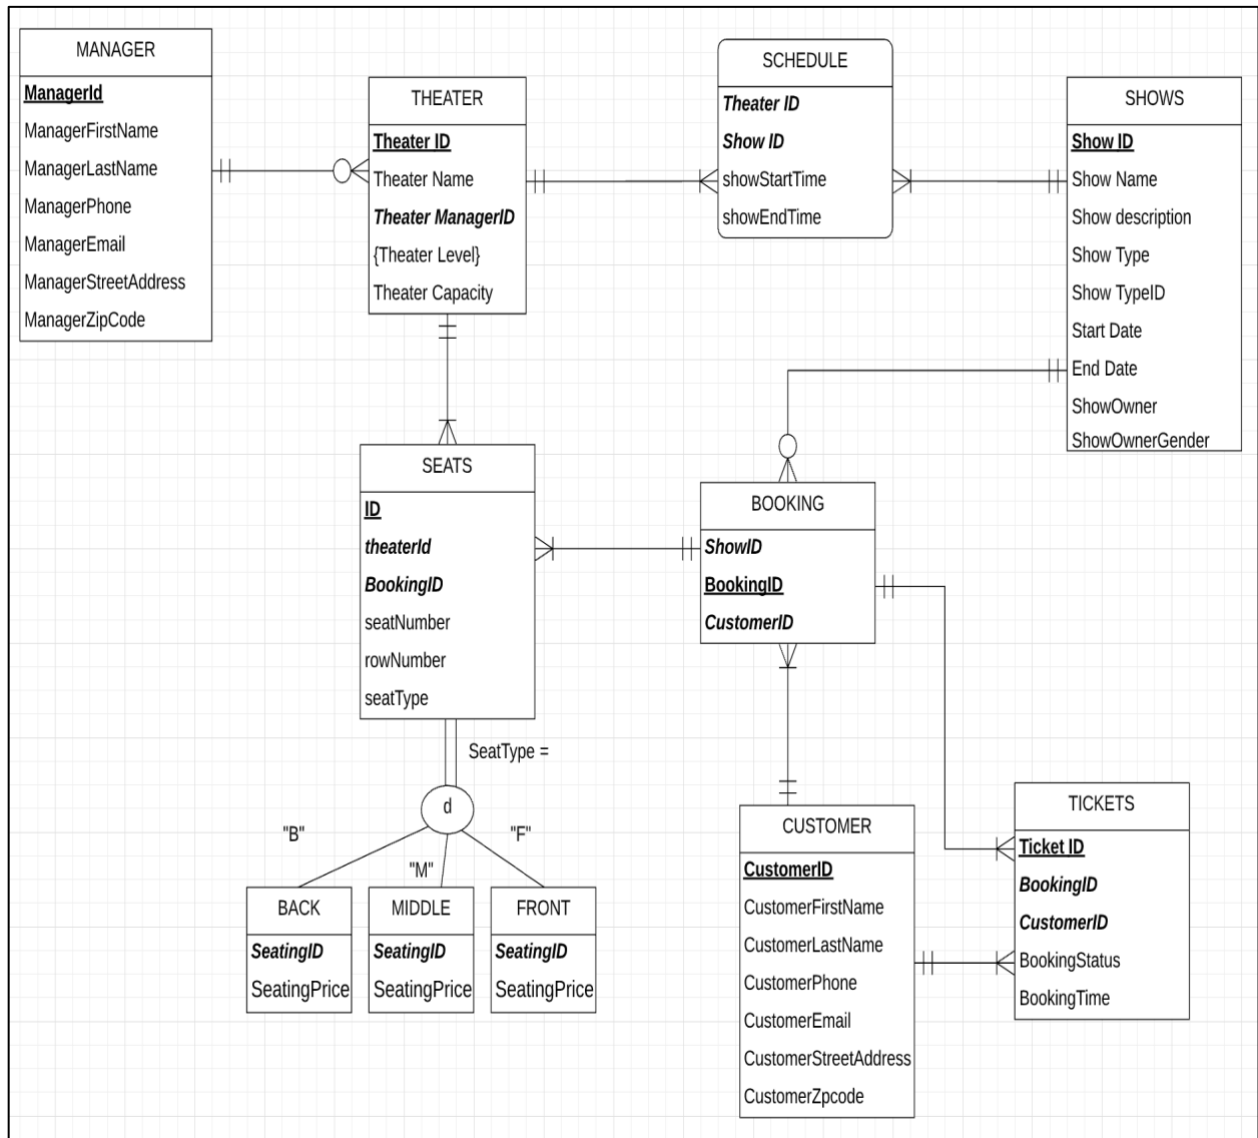 MANAGER
ManagerId
ManagerFirstName
ManagerLastName
ManagerPhone
ManagerEmail
ManagerStreetAddress
ManagerZipCode
THEATER
Theater ID
Theater Name
Theater ManagerID
{Theater Level}
Theater Capacity
SCHEDULE
Theater ID
Show ID
showStartTime
showEndTime
SHOWS
Show ID
Show Name
Show description
Show Type
Show TypeID
Start Date
End Date
ShowOwner
ShowOwnerGender
SEATS
ID
theaterId
BookingID
seatNumber
rowNumber
seatType
BOOKING
ShowID
BookingID
CustomerID
SeatType =
d
"B"
"M"
"F"
BACK
SeatingID
SeatingPrice
MIDDLE
SeatingID
SeatingPrice
FRONT
SeatingID
SeatingPrice
CUSTOMER
CustomerID
CustomerFirstName
CustomerLastName
CustomerPhone
CustomerEmail
CustomerStreetAddress
CustomerZpcode
TICKETS
Ticket ID
BookingID
CustomerID
BookingStatus
BookingTime